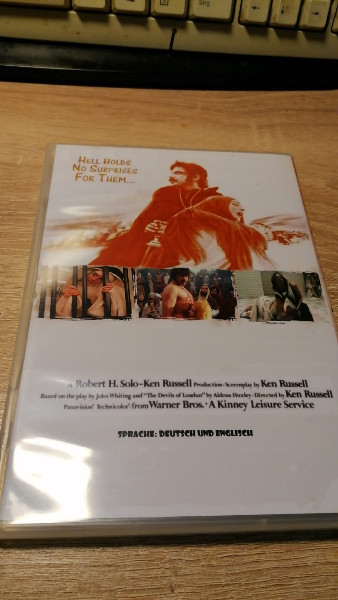 HELL HOLDS
NO SURPRISES
FOR THEM...
A Robert H. Solo-Ken Russell Production · Screenplay by Ken Russell
Based on the play by John Whiting and "The Devils of Loudun" by Aldous Huxley · Directed by Ken Russell
Panavision® Technicolor® from Warner Bros. · A Kinney Leisure Service
SPRACHE: DEUTSCH UND ENGLISCH